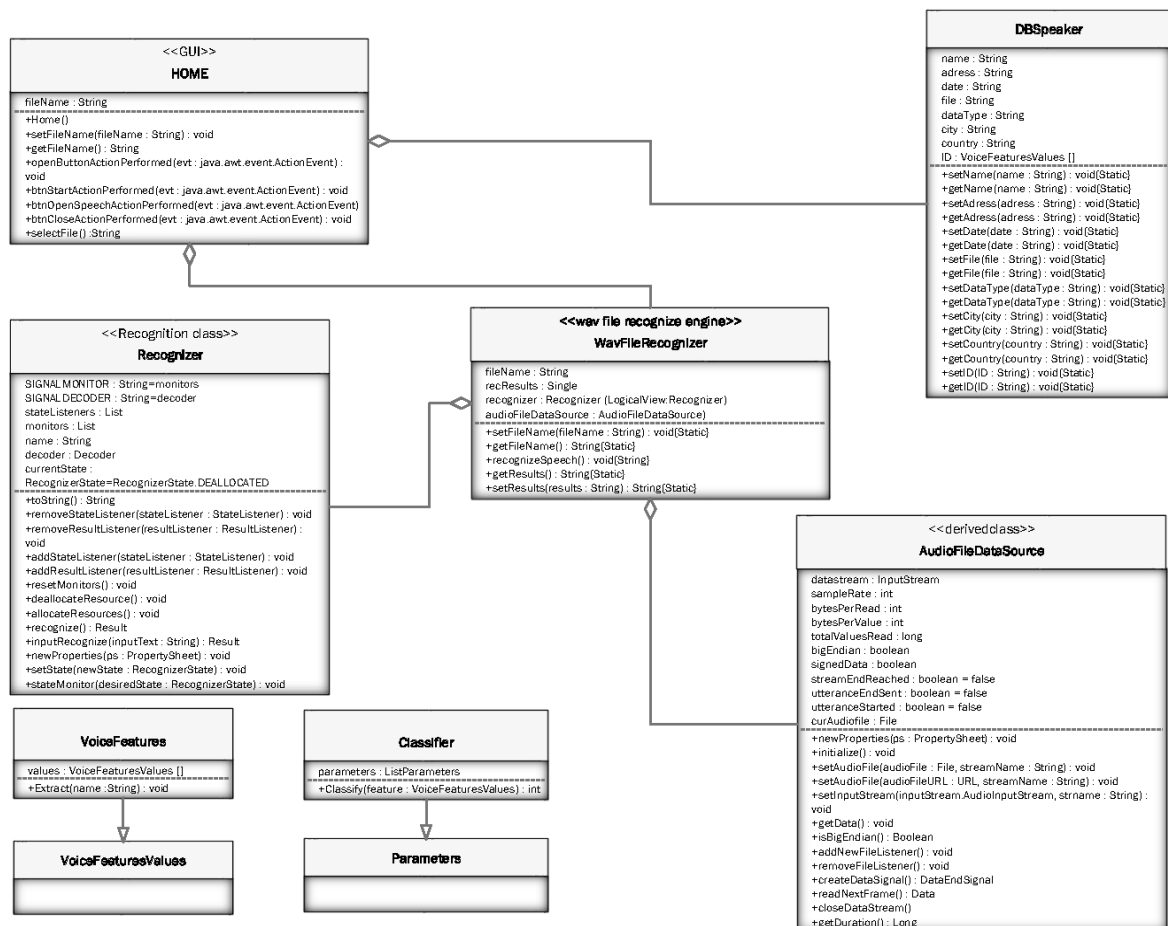 <<GUI>>
HOME
fileName : String
+Home()
+setFileName(fileName : String) : void
+getFileName() : String
+openButtonActionPerformed(evt : java.awt.event.ActionEvent) :
void
+btnStartActionPerformed(evt : java.awt.event.ActionEvent) : void
+btnOpenSpeechActionPerformed(evt : java.awt.event.ActionEvent)
+btnCloseActionPerformed(evt : java.awt.event.ActionEvent) : void
+selectFile() :String
DBSpeaker
name : String
adress : String
date : String
file : String
dataType : String
city : String
country : String
ID : VoiceFeaturesValues []
+setName(name : String) : void{Static}
+getName(name : String) : void{Static}
+setAdress(adress : String) : void{Static}
+getAdress(adress : String) : void{Static}
+setDate(date : String) : void{Static}
+getDate(date : String) : void{Static}
+setFile(file : String) : void{Static}
+getFile(file : String) : void{Static}
+setDataType(dataType : String) : void{Static}
+getDataType(dataType : String) : void{Static}
+setCity(city : String) : void{Static}
+getCity(city : String) : void{Static}
+setCountry(country : String) : void{Static}
+getCountry(country : String) : void{Static}
+setID(ID : String) : void{Static}
+getID(ID : String) : void{Static}
<<Recognition class>>
Recognizer
SIGNALMONITOR : String=monitors
SIGNALDECODER : String=decoder
stateListeners : List
monitors : List
name : String
decoder : Decoder
currentState :
RecognizerState=RecognizerState.DEALLOCATED
+toString() : String
+removeStateListener(stateListener : StateListener) : void
+removeResultListener(resultListener : ResultListener) :
void
+addStateListener(stateListener : StateListener) : void
+addResultListener(resultListener : ResultListener) : void
+resetMonitors() : void
+deallocateResource() : void
+allocateResources() : void
+recognize() : Result
+inputRecognize(inputText : String) : Result
+newProperties(ps : PropertySheet) : void
+setState(newState : RecognizerState) : void
+stateMonitor(desiredState : RecognizerState) : void
<<wav file recognize engine>>
WavFileRecognizer
fileName : String
recResults : Single
recognizer : Recognizer (LogicalView:Recognizer)
audioFileDataSource : AudioFileDataSource)
+setFileName(fileName : String) : void{Static}
+getFileName() : String{Static}
+recognizeSpeech() : void{String}
+getResults() : String{Static}
+setResults(results : String) : String{Static}
<<derivedclass>>
AudioFileDataSource
datastream : InputStream
sampleRate : int
bytesPerRead : int
bytesPerValue : int
totalValuesRead : long
bigEndian : boolean
signedData : boolean
streamEndReached : boolean = false
utteranceEndSent : boolean = false
utteranceStarted : boolean = false
curAudiofile : File
+newProperties(ps : PropertySheet) : void
+initialize() : void
+setAudioFile(audioFile : File, streamName : String) : void
+setAudioFile(audioFileURL : URL, streamName : String) : void
+setInputStream(inputStream.AudioInputStream, strname : String) :
void
+getData() : void
+isBigEndian() : Boolean
+addNewFileListener() : void
+removeFileListener() : void
+createDataSignal() : DataEndSignal
+readNextFrame() : Data
+closeDataStream()
+getDuration() : Long
VoiceFeatures
values : VoiceFeaturesValues []
+Extract(name :String) : void
VoiceFeaturesValues
Classifier
parameters : ListParameters
+Classify(feature : VoiceFeaturesValues) : int
Parameters